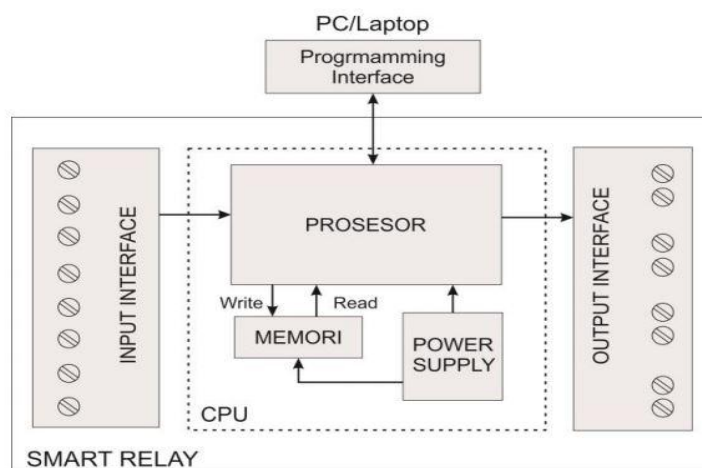 PC/Laptop
Progrmamming
Interface
INPUT INTERFACE
PROSESOR
OUTPUT INTERFACE
Write
Read
MEMORI
POWER
SUPPLY
CPU
SMART RELAY